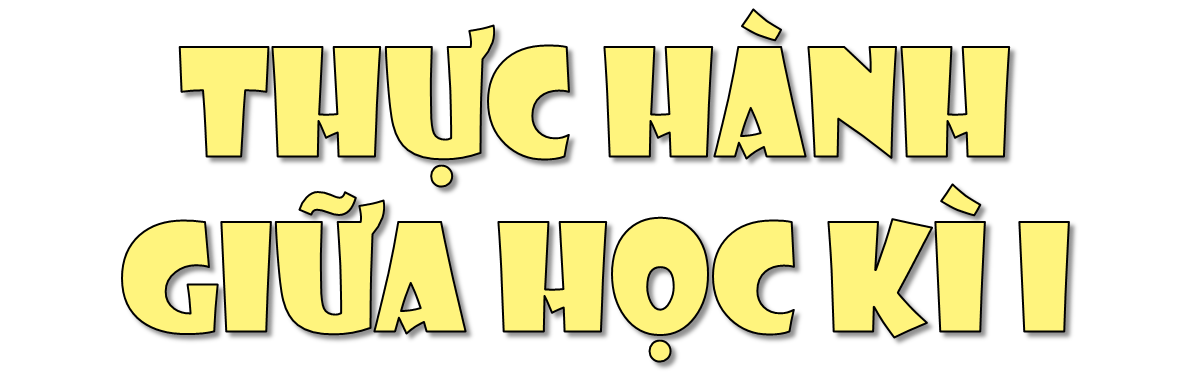 THỰC HÀNH
GIỮA HỌC KÌ I